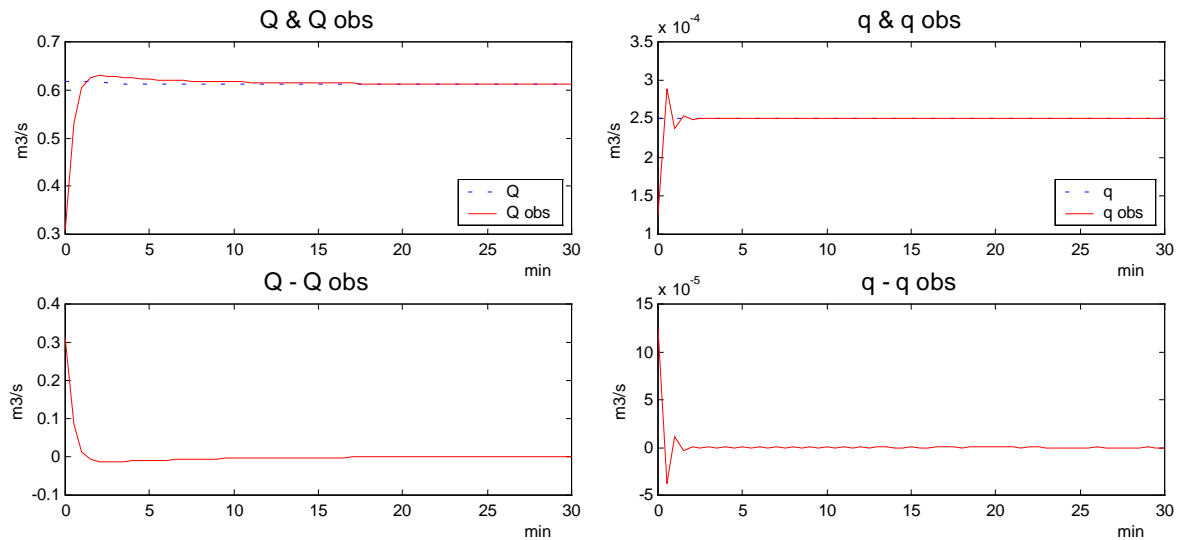 Q & Q obs
0.7
0.6
0.5
0.4
0.3
m3/s
Q
Q obs
0 5 10 15 20 25 30
min
q & q obs
x 10-4
3.5
3
2.5
2
1.5
1
m3/s
q
q obs
0 5 10 15 20 25 30
min
Q - Q obs
0.4
0.3
0.2
0.1
0
-0.1
m3/s
0 5 10 15 20 25 30
min
q - q obs
x 10-5
15
10
5
0
-5
m3/s
0 5 10 15 20 25 30
min